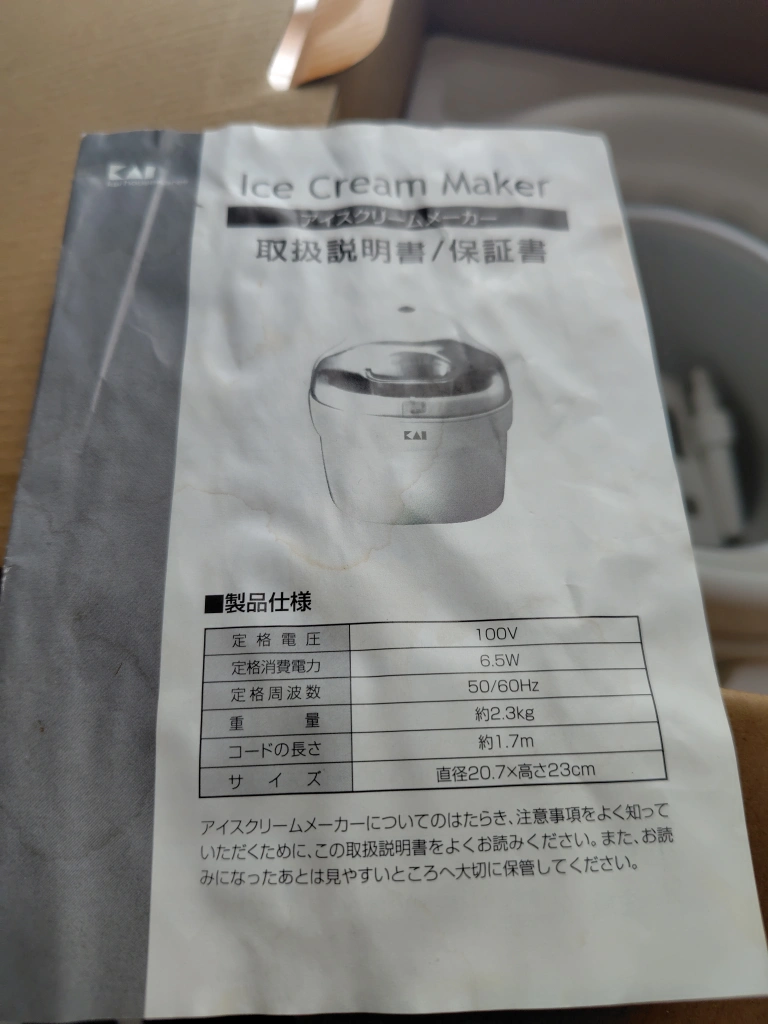 KAI
Ice Cream Maker
アイスクリームメーカー
取扱説明書/保証書
KAI
■製品仕様
定格電圧 100V
定格消費電力 6.5W
定格周波数 50/60Hz
重量 約2.3kg
コードの長さ 約1.7m
サイズ 直径20.7×高さ23cm
アイスクリームメーカーについてのはたらき、注意事項をよく知って
いただくために、この取扱説明書をよくお読みください。また、お読
みになったあとは見やすいところへ大切に保管してください。